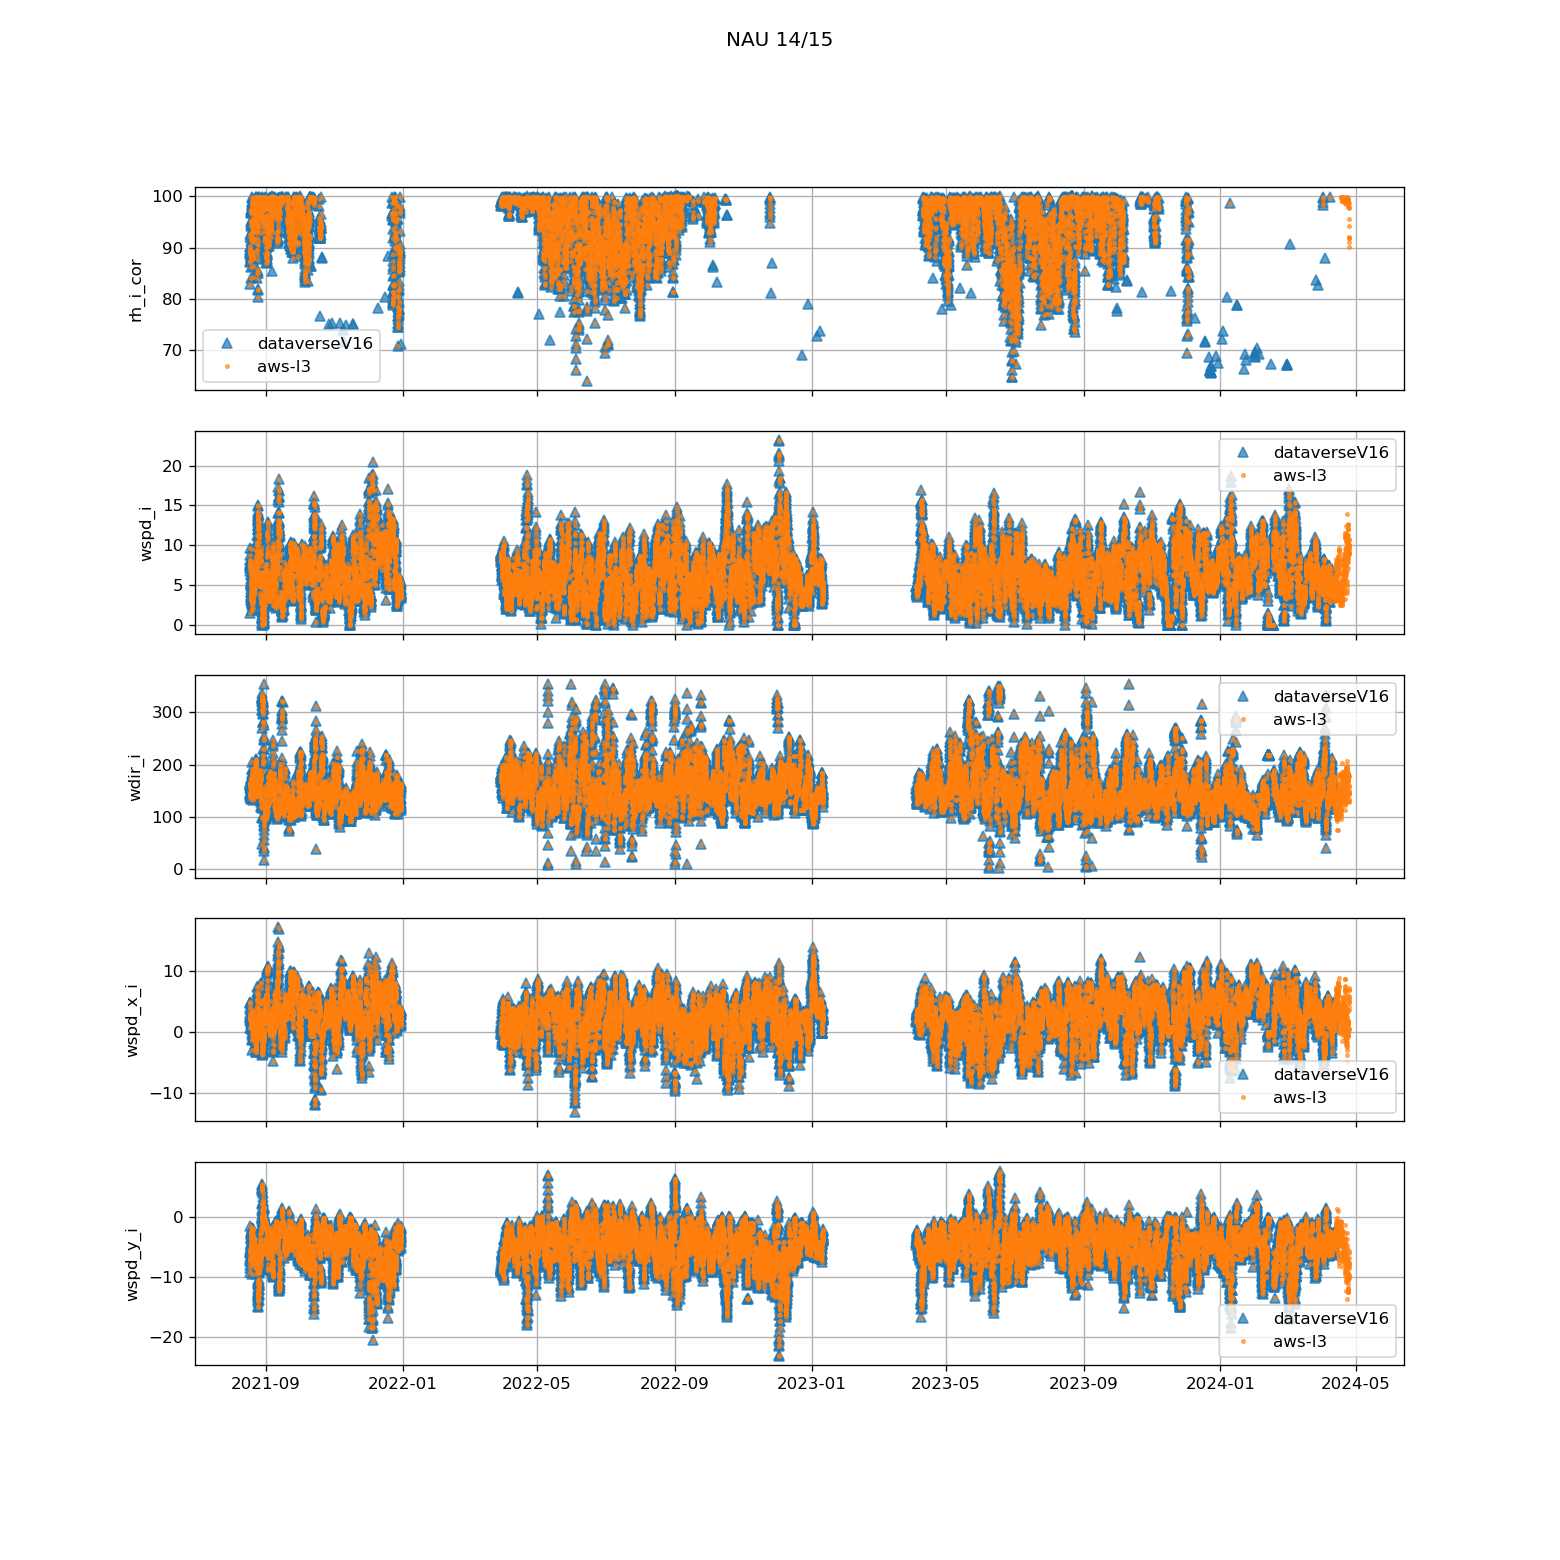 NAU 14/15
rh_i_cor
100
90
80
70
dataverseV16
aws-l3
wspd_i
20
15
10
5
0
dataverseV16
aws-l3
wdir_i
300
200
100
0
dataverseV16
aws-l3
wspd_x_i
10
0
−10
dataverseV16
aws-l3
wspd_y_i
0
−10
−20
dataverseV16
aws-l3
2021-09 2022-01 2022-05 2022-09 2023-01 2023-05 2023-09 2024-01 2024-05